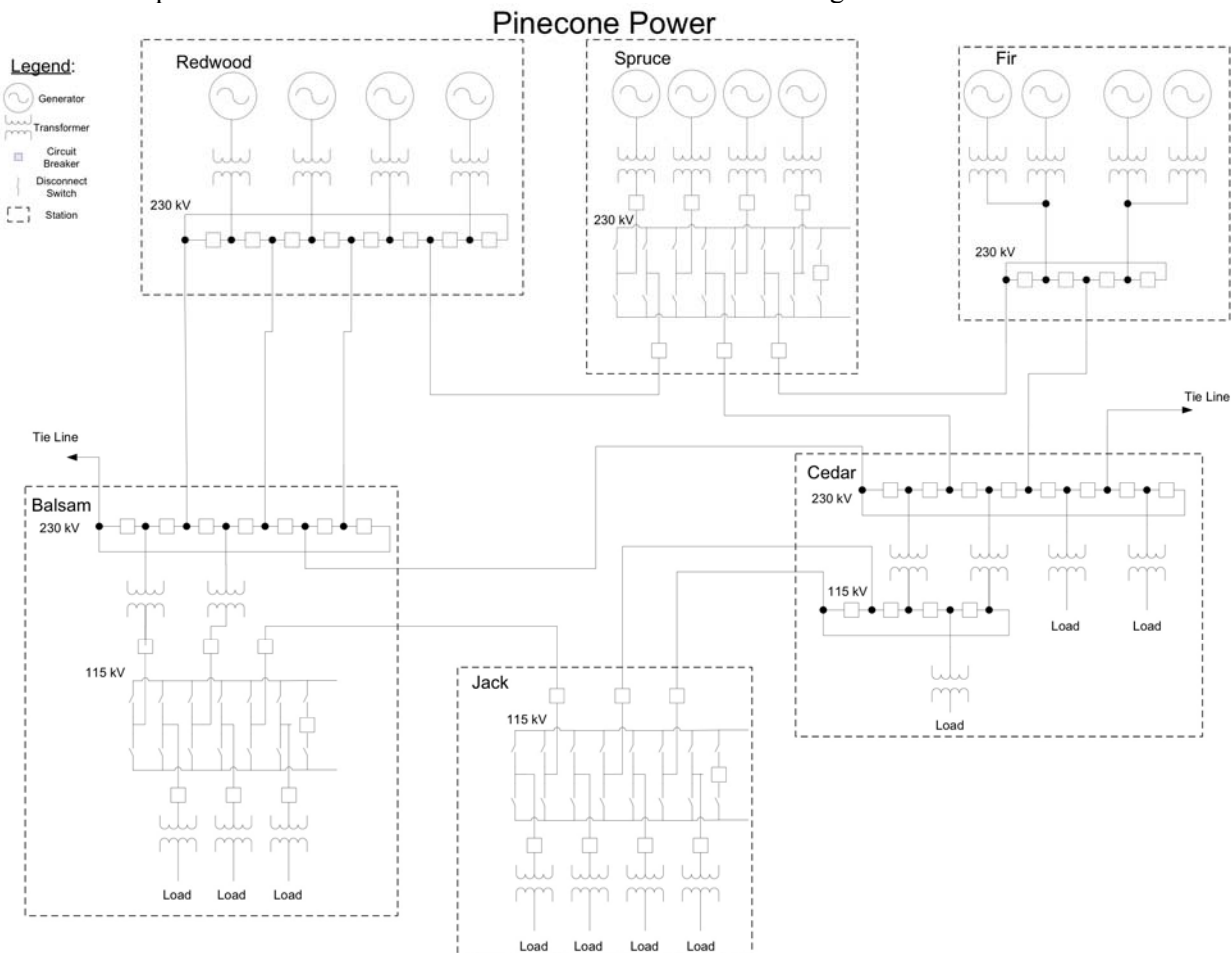 Pinecone Power
Legend:
Generator
Transformer
Circuit
Breaker
Disconnect
Switch
Station
Redwood
230 kV
Spruce
230 kV
Fir
230 kV
Tie Line
Tie Line
Balsam
230 kV
115 kV
Load
Load
Load
Cedar
230 kV
115 kV
Load
Load
Load
Jack
115 kV
Load
Load
Load
Load